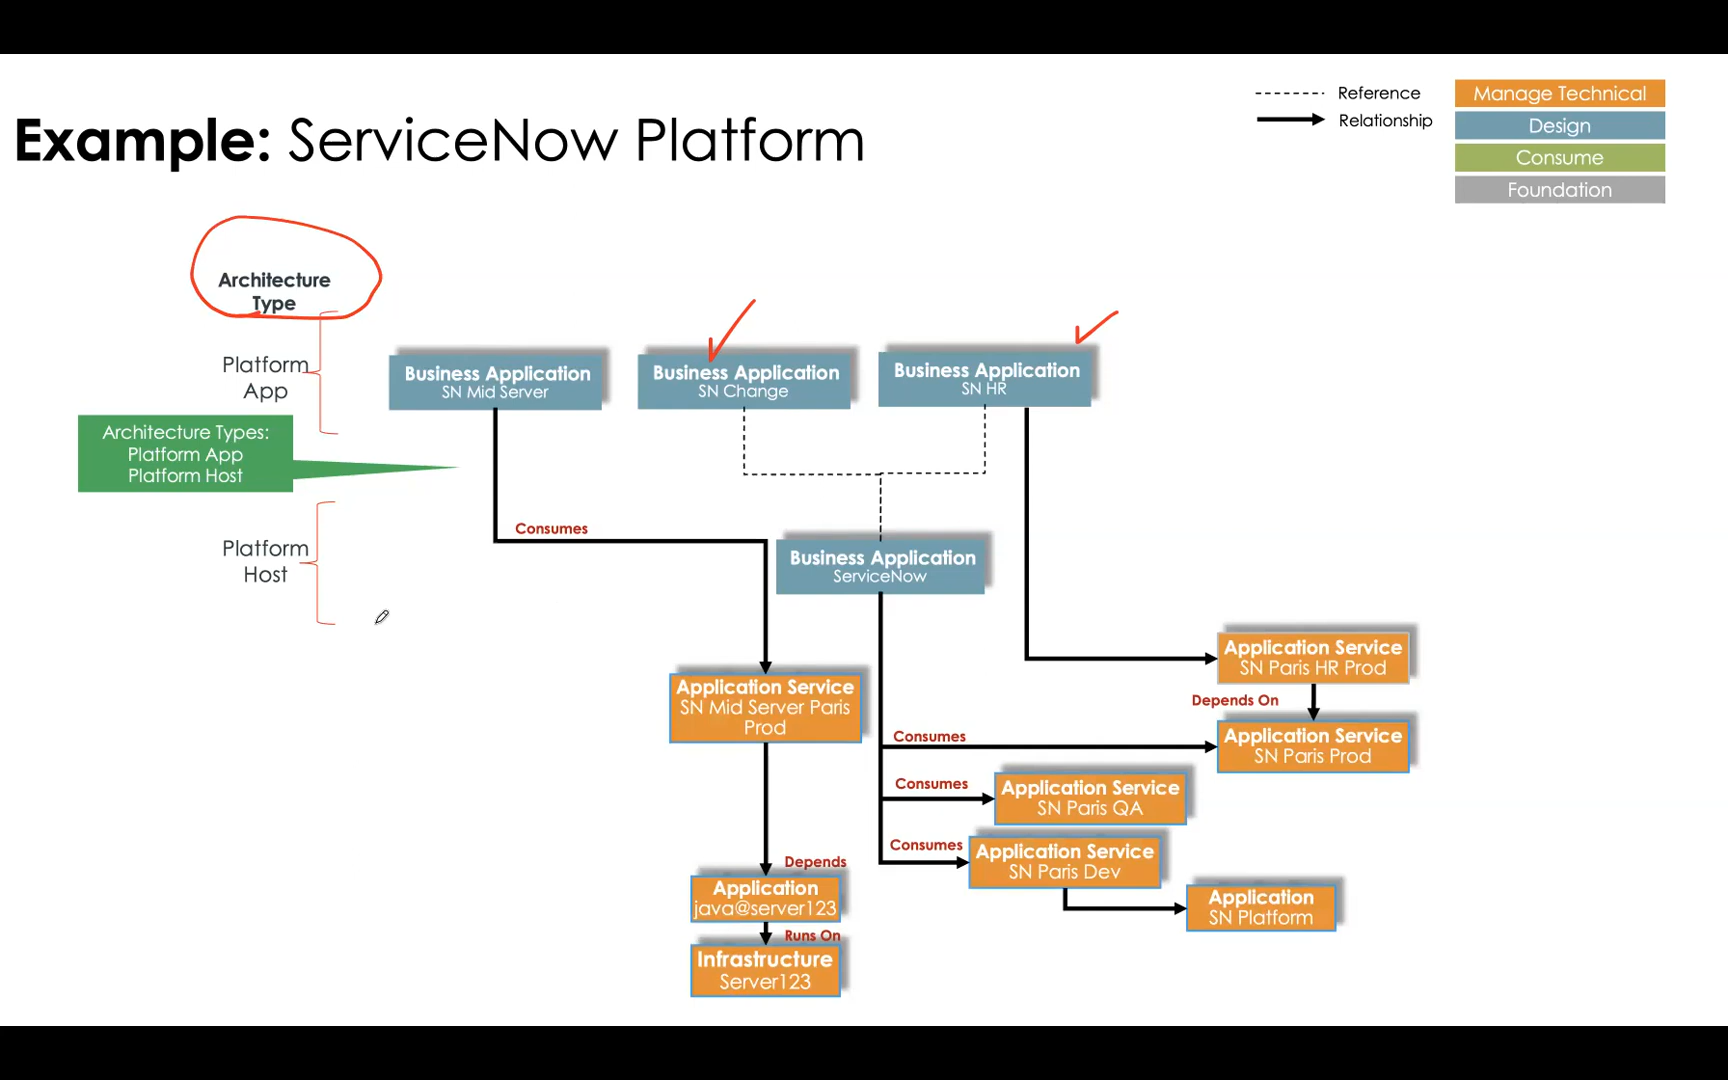 Example: ServiceNow Platform
Reference
Relationship
Manage Technical
Design
Consume
Foundation
Architecture
Type
Platform
App
Architecture Types:
Platform App
Platform Host
Platform
Host
Business Application
SN Mid Server
Business Application
SN Change
Business Application
SN HR
Consumes
Business Application
ServiceNow
Application Service
SN Mid Server Paris
Prod
Application Service
SN Paris HR Prod
Depends On
Consumes
Application Service
SN Paris Prod
Consumes
Application Service
SN Paris QA
Consumes
Application Service
SN Paris Dev
Depends
Application
java@server123
Application
SN Platform
Runs On
Infrastructure
Server123